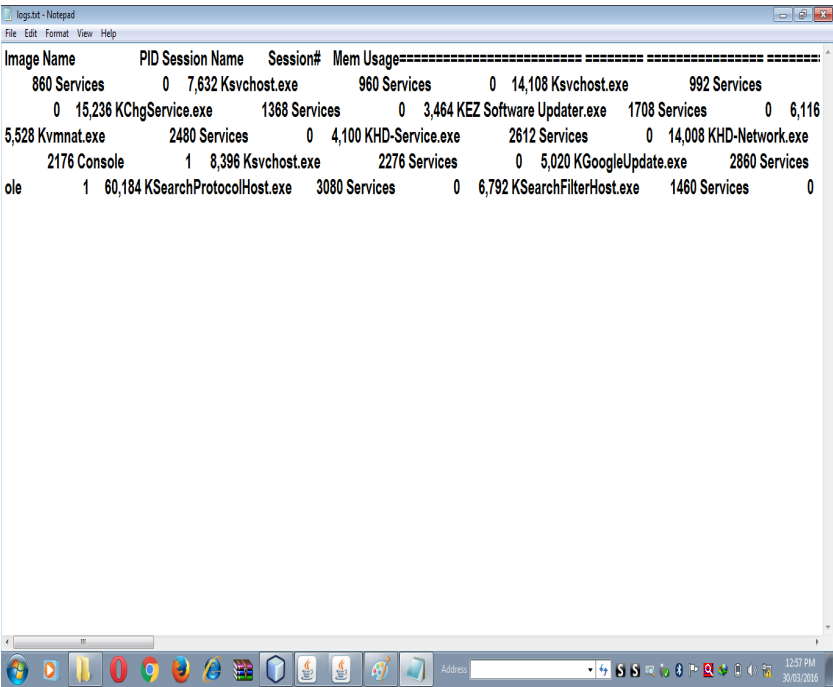 logs.txt - Notepad
File Edit Format View Help
Image Name PID Session Name Session# Mem Usage========================= ======== ================ ========
860 Services 0 7,632 Ksvchost.exe 960 Services 0 14,108 Ksvchost.exe 992 Services
0 15,236 KChgService.exe 1368 Services 0 3,464 KEZ Software Updater.exe 1708 Services 0 6,116
5,528 Kvmnat.exe 2480 Services 0 4,100 KHD-Service.exe 2612 Services 0 14,008 KHD-Network.exe
2176 Console 1 8,396 Ksvchost.exe 2276 Services 0 5,020 KGoogleUpdate.exe 2860 Services
ole 1 60,184 KSearchProtocolHost.exe 3080 Services 0 6,792 KSearchFilterHost.exe 1460 Services 0
Address
12:57 PM
30/03/2016